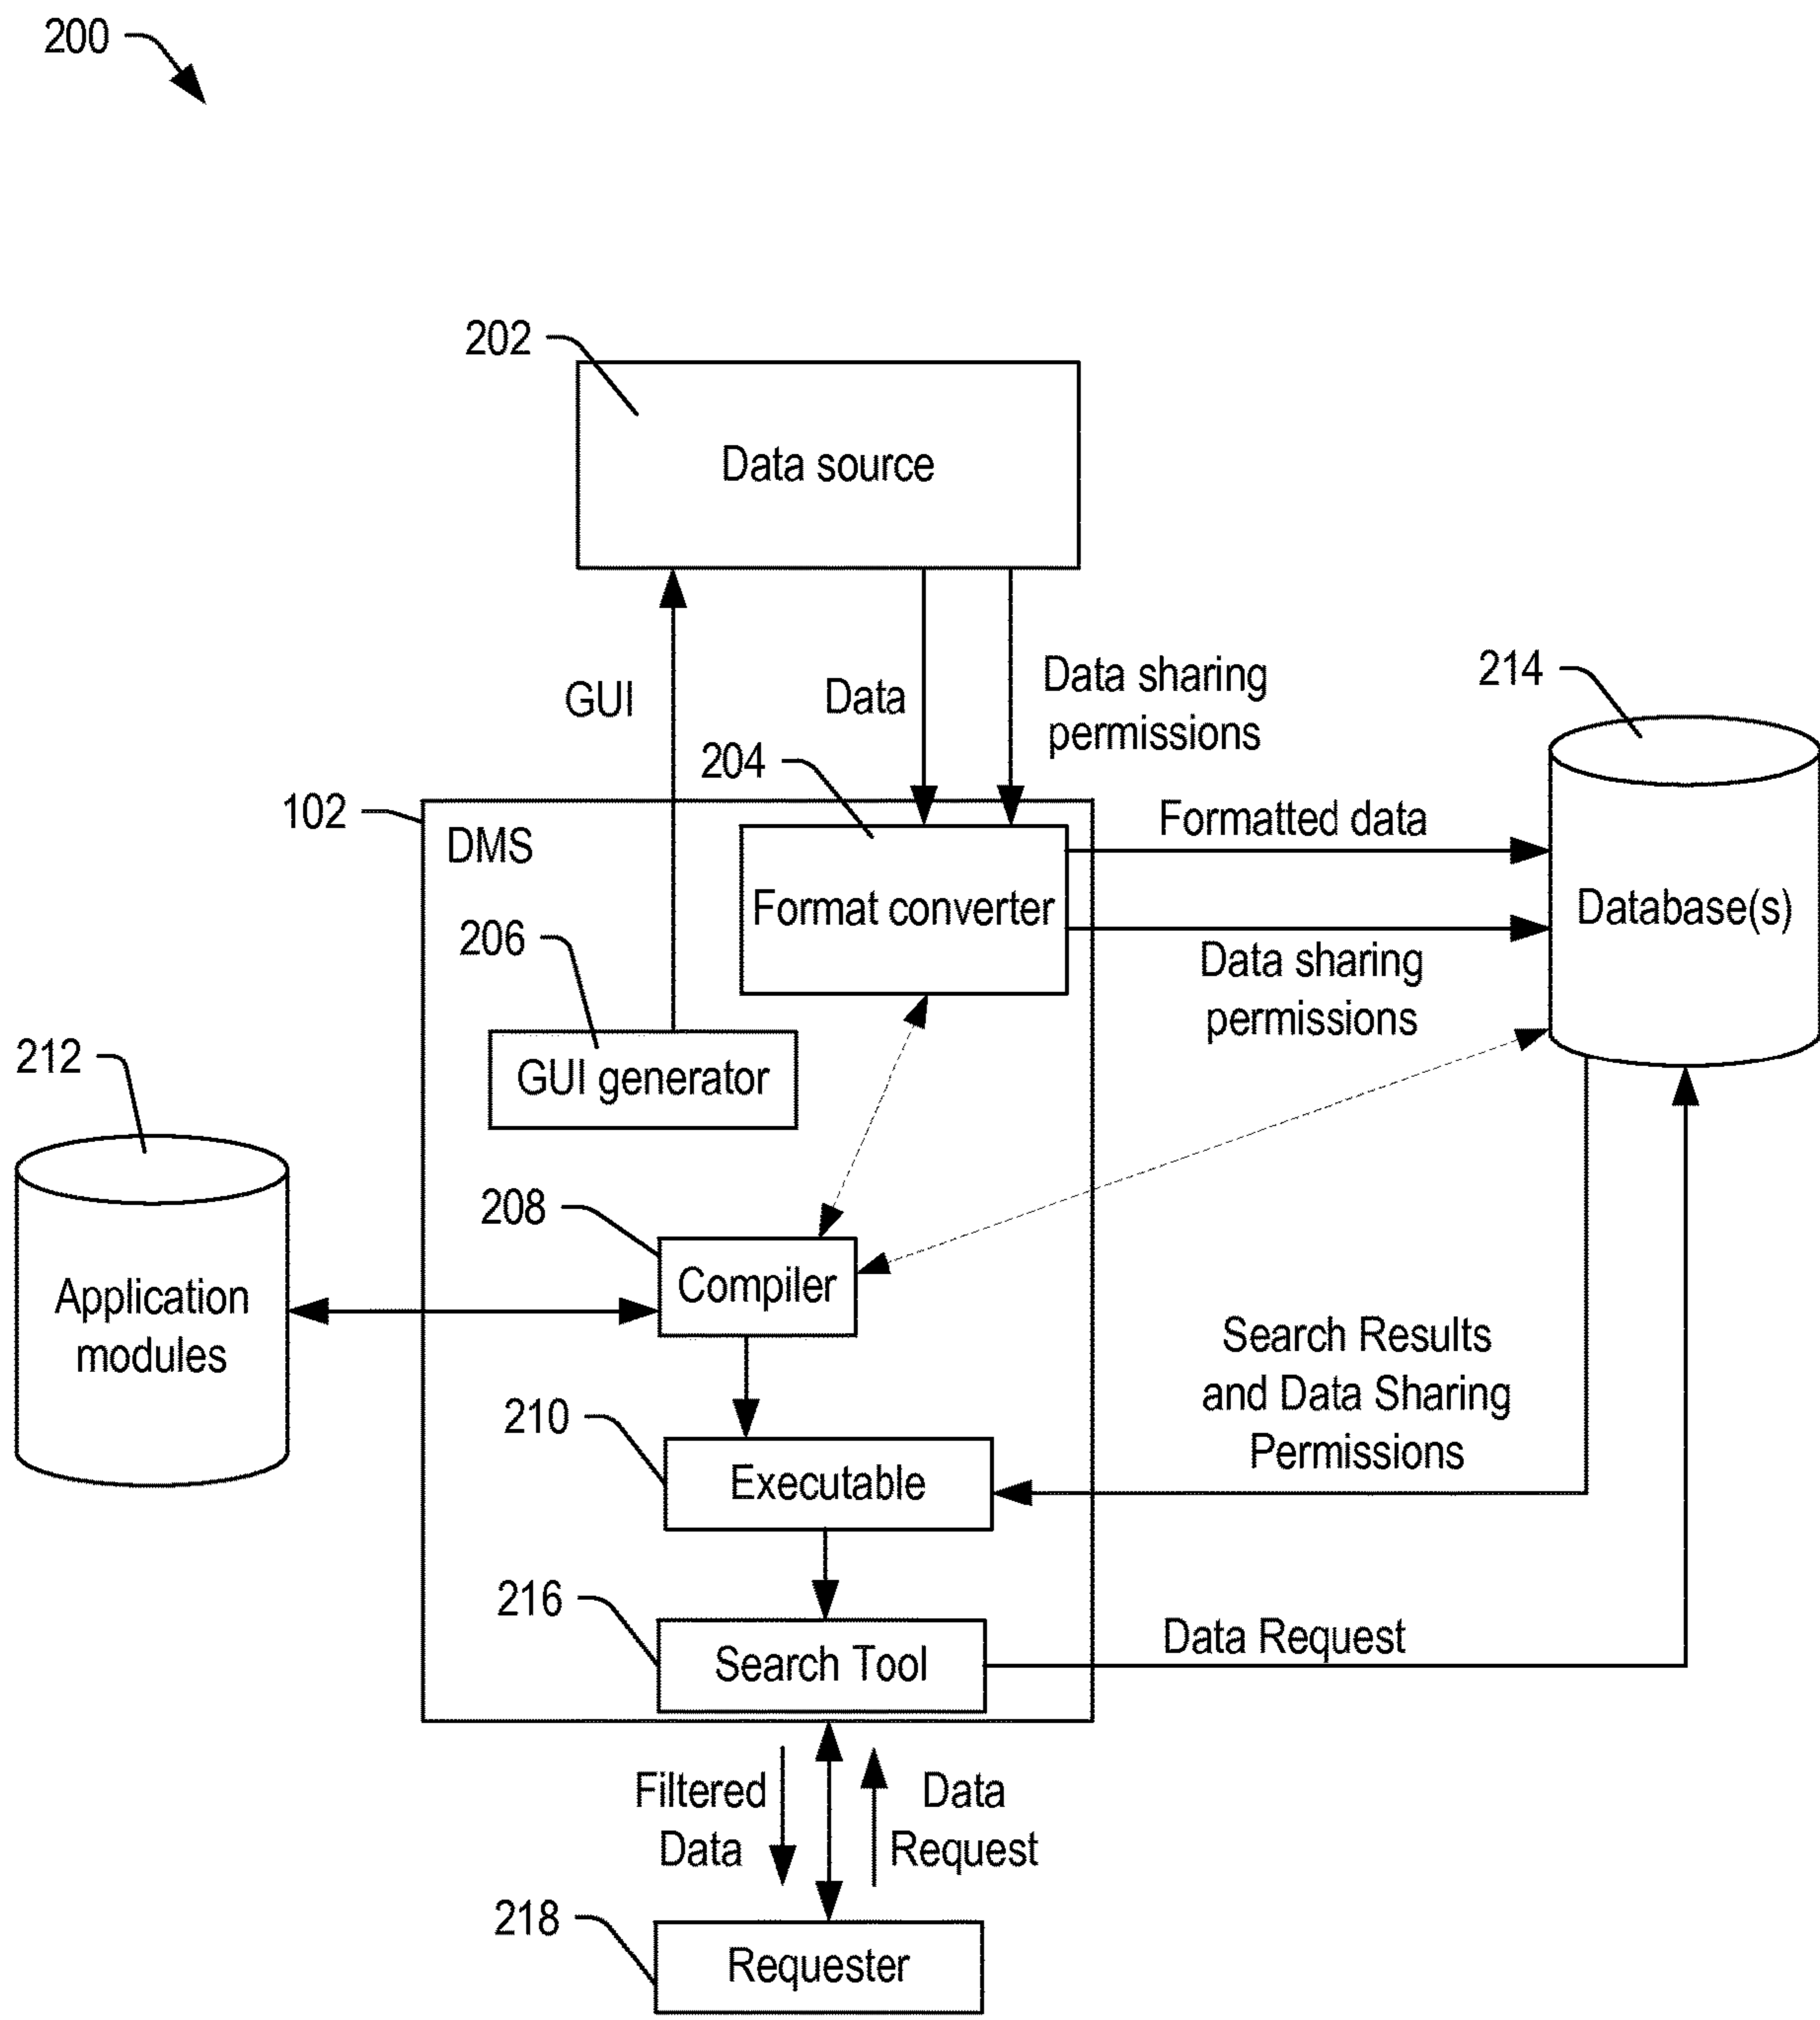 200
202
Data source
GUI
Data
Data sharing
permissions
214
204
102
DMS
Formatted data
Format converter
Database(s)
206
Data sharing
permissions
GUI generator
212
208
Compiler
Application
modules
Search Results
and Data Sharing
Permissions
210
Executable
216
Search Tool
Data Request
Filtered
Data
Data
Request
218
Requester